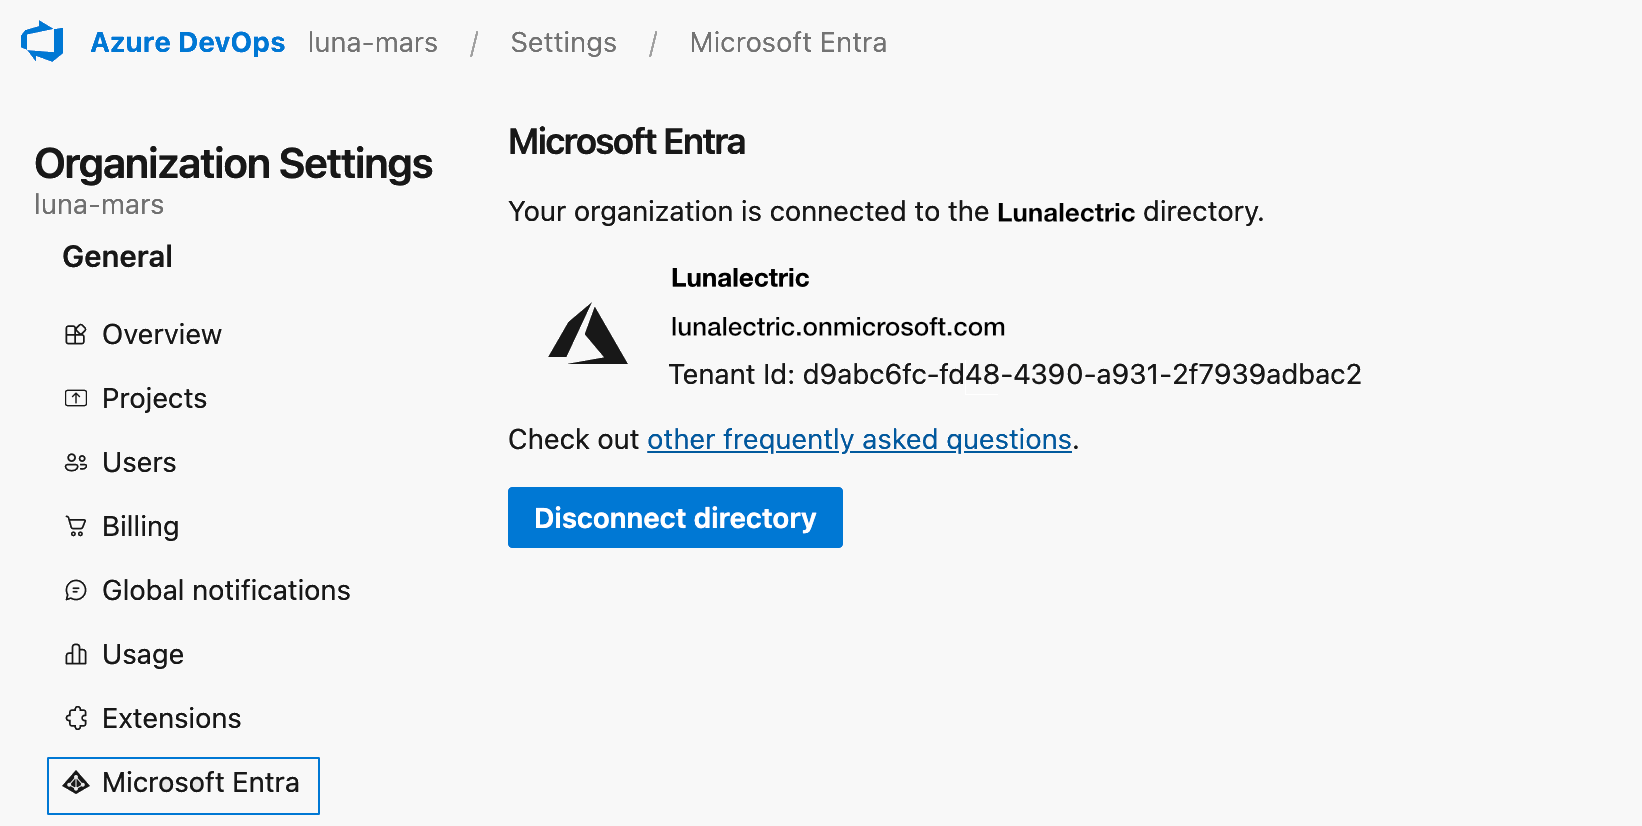 Azure DevOps luna-mars / Settings / Microsoft Entra
Organization Settings
luna-mars
General
Overview
Projects
Users
Billing
Global notifications
Usage
Extensions
Microsoft Entra
Microsoft Entra
Your organization is connected to the Lunalectric directory.
Lunalectric
lunalectric.onmicrosoft.com
Tenant Id: d9abc6fc-fd48-4390-a931-2f7939adbac2
Check out other frequently asked questions.
Disconnect directory